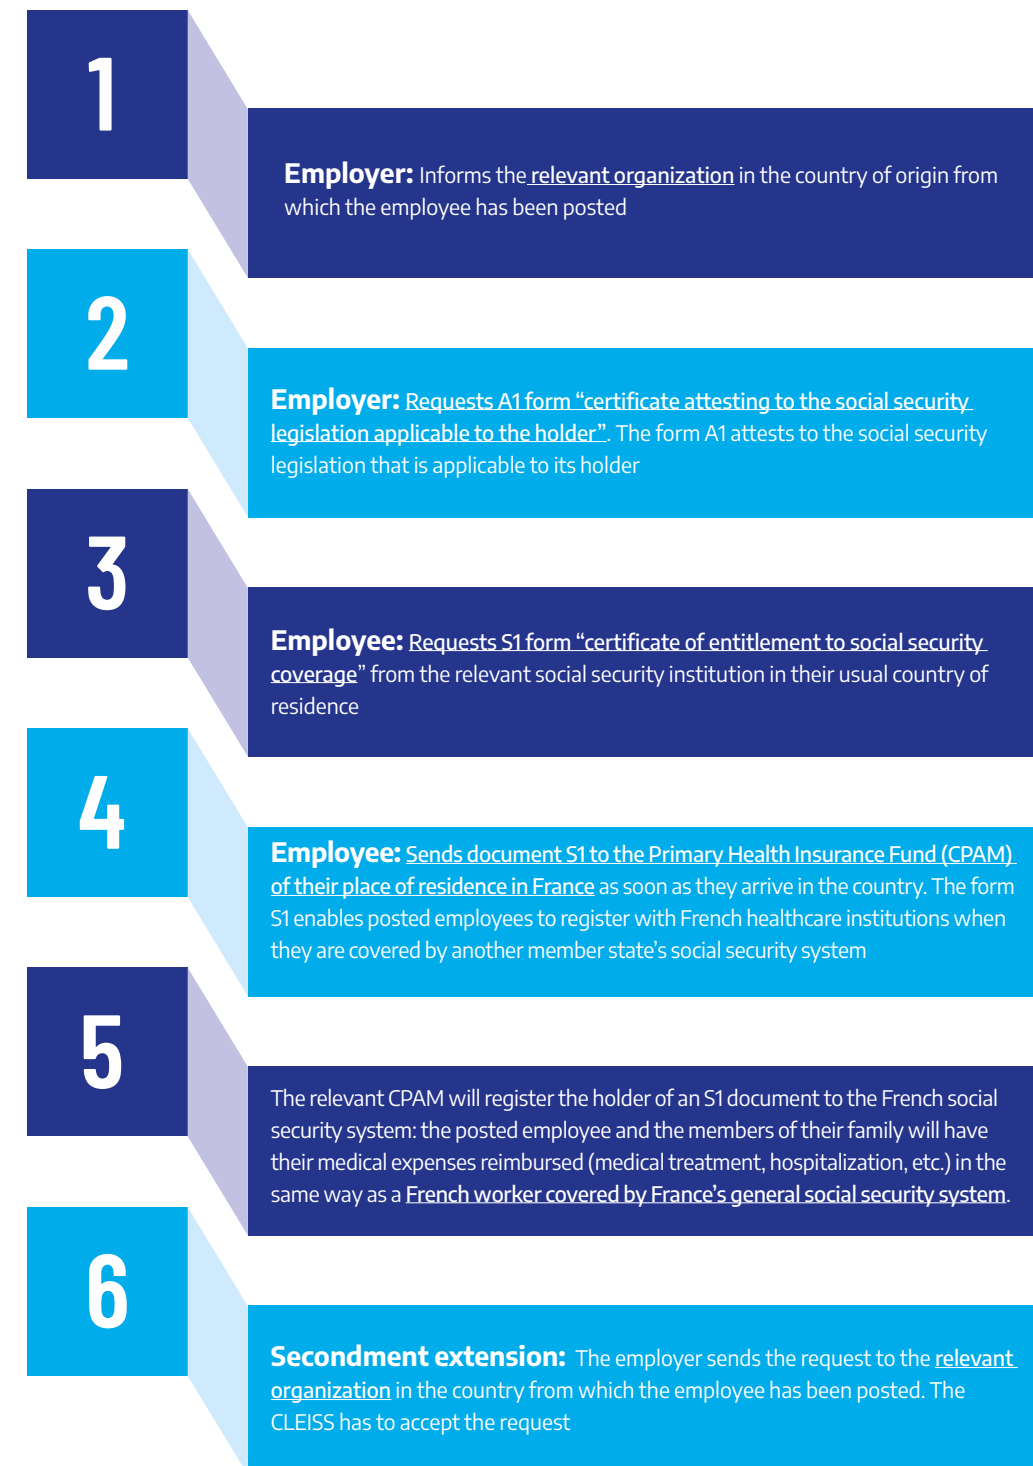 1
Employer: Informs the relevant organization in the country of origin from
which the employee has been posted
2
Employer: Requests A1 form “certificate attesting to the social security
legislation applicable to the holder”. The form A1 attests to the social security
legislation that is applicable to its holder
3
Employee: Requests S1 form “certificate of entitlement to social security
coverage” from the relevant social security institution in their usual country of
residence
4
Employee: Sends document S1 to the Primary Health Insurance Fund (CPAM)
of their place of residence in France as soon as they arrive in the country. The form
S1 enables posted employees to register with French healthcare institutions when
they are covered by another member state’s social security system
5
The relevant CPAM will register the holder of an S1 document to the French social
security system: the posted employee and the members of their family will have
their medical expenses reimbursed (medical treatment, hospitalization, etc.) in the
same way as a French worker covered by France’s general social security system.
6
Secondment extension: The employer sends the request to the relevant
organization in the country from which the employee has been posted. The
CLEISS has to accept the request